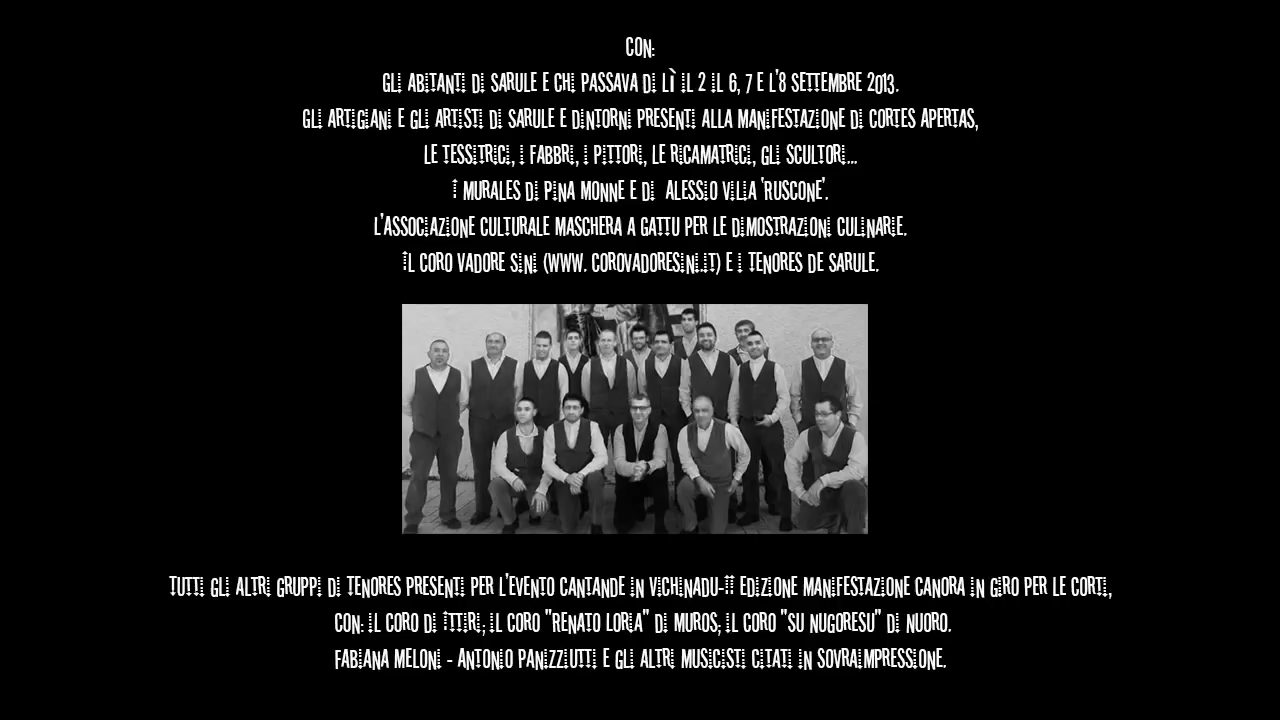 CON:
GLI ABITANTI DI SARULE E CHI PASSAVA DI LÌ IL 2 IL 6, 7 E L'8 SETTEMBRE 2013.
GLI ARTIGIANI E GLI ARTISTI DI SARULE E DINTORNI PRESENTI ALLA MANIFESTAZIONE DI CORTES APERTAS,
LE TESSITRICI, I FABBRI, I PITTORI, LE RICAMATRICI, GLI SCULTORI...
I MURALES DI PINA MONNE E DI ALESSIO VILIA 'RUSCONE'.
L'ASSOCIAZIONE CULTURALE MASCHERA A GATTU PER LE DIMOSTRAZIONI CULINARIE.
IL CORO VADORE SINI (WWW. COROVADORESINI.IT) E I TENORES DE SARULE.
TUTTI GLI ALTRI GRUPPI DI TENORES PRESENTI PER L'EVENTO CANTANDE IN VICHINADU-II EDIZIONE MANIFESTAZIONE CANORA IN GIRO PER LE CORTI,
CON: IL CORO DI ITTIRI; IL CORO "RENATO LORIA" DI MUROS; IL CORO "SU NUGORESU" DI NUORO.
FABIANA MELONI - ANTONIO PANIZZIUTTI E GLI ALTRI MUSICISTI CITATI IN SOVRAIMPRESSIONE.